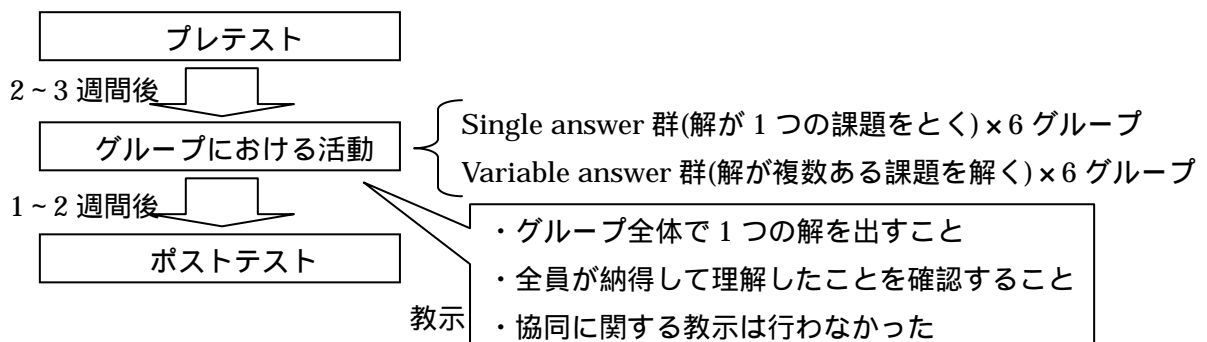 プレテスト
2~3 週間後
Single answer 群(解が 1 つの課題をとく)×6 グループ
グループにおける活動
Variable answer 群(解が複数ある課題を解く)×6 グループ
1~2 週間後
・グループ全体で 1 つの解を出すこと
ポストテスト
・全員が納得して理解したことを確認すること
教示
・協同に関する教示は行わなかった